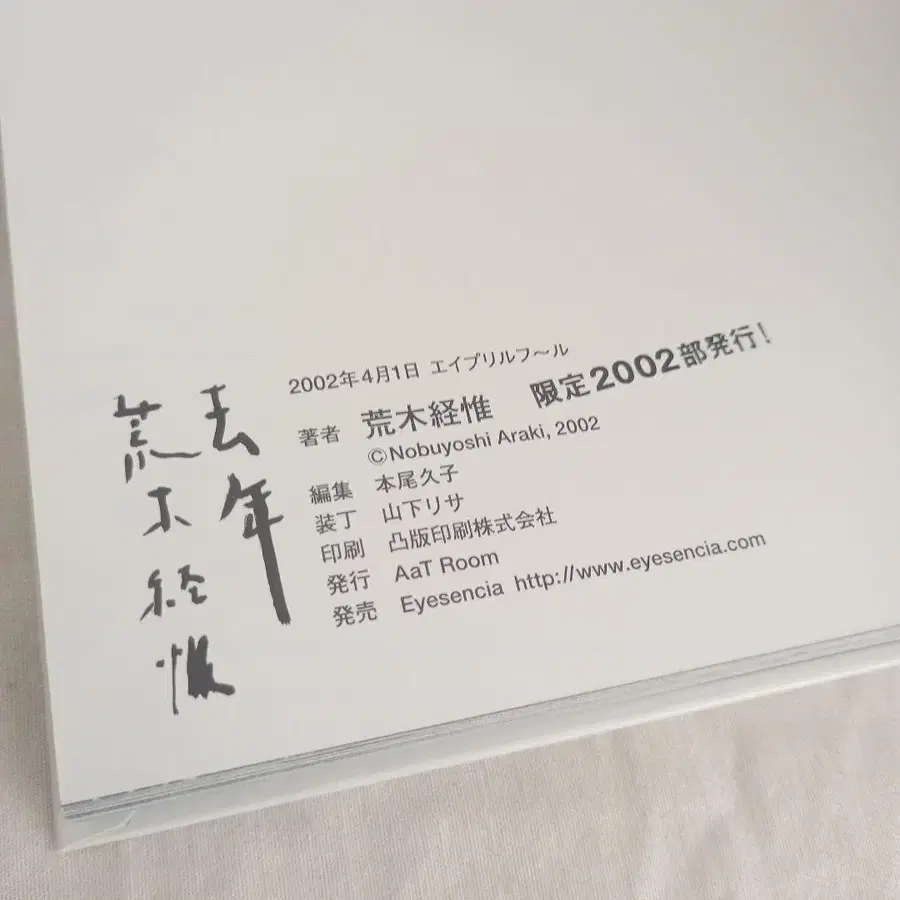 去年
荒木経惟
2002年4月1日 エイプリルフ〜ル
著者 荒木経惟 限定2002部発行!
©Nobuyoshi Araki, 2002
編集 本尾久子
装丁 山下リサ
印刷 凸版印刷株式会社
発行 AaT Room
発売 Eyesencia http://www.eyesencia.com